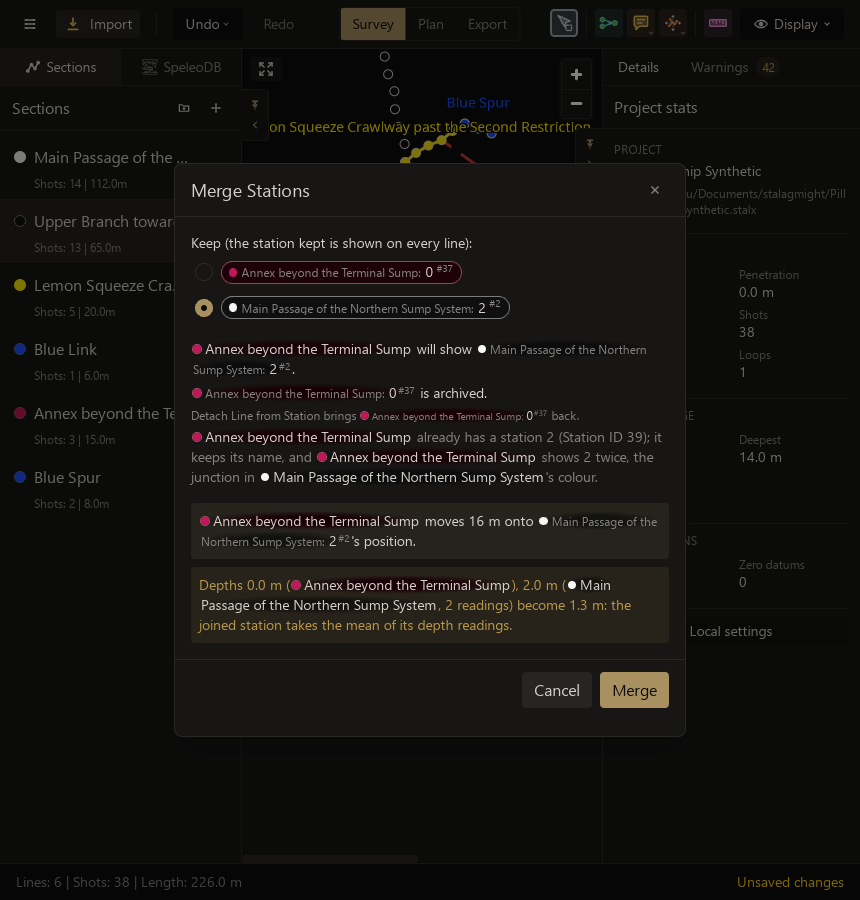 Import
Undo
Redo
Survey
Plan
Export
Display
Sections
SpeleoDB
Details
Warnings 42
Sections
Project stats
Blue Spur
on Squeeze Crawlway past the Second Restriction
PROJECT
Main Passage of the ...
Shots: 14 | 112.0m
hip Synthetic
u/Documents/stalagmight/Pill
ynthetic.stalx
Upper Branch towar
Shots: 13 | 65.0m
Lemon Squeeze Cra
Shots: 5 | 20.0m
Blue Link
Shots: 1 | 6.0m
Annex beyond the Te
Shots: 3 | 15.0m
Blue Spur
Shots: 2 | 8.0m
Merge Stations
Keep (the station kept is shown on every line):
Annex beyond the Terminal Sump: 0 #37
Main Passage of the Northern Sump System: 2 #2
Annex beyond the Terminal Sump will show Main Passage of the Northern
Sump System: 2 #2.
Annex beyond the Terminal Sump: 0 #37 is archived.
Detach Line from Station brings Annex beyond the Terminal Sump: 0 #37 back.
Annex beyond the Terminal Sump already has a station 2 (Station ID 39); it
keeps its name, and Annex beyond the Terminal Sump shows 2 twice, the
junction in Main Passage of the Northern Sump System's colour.
Annex beyond the Terminal Sump moves 16 m onto Main Passage of the
Northern Sump System: 2 #2's position.
Depths 0.0 m (Annex beyond the Terminal Sump), 2.0 m (Main
Passage of the Northern Sump System, 2 readings) become 1.3 m: the
joined station takes the mean of its depth readings.
Cancel
Merge
Penetration
0.0 m
Shots
38
Loops
1
GE
Deepest
14.0 m
NS
Zero datums
0
Local settings
Lines: 6 | Shots: 38 | Length: 226.0 m
Unsaved changes